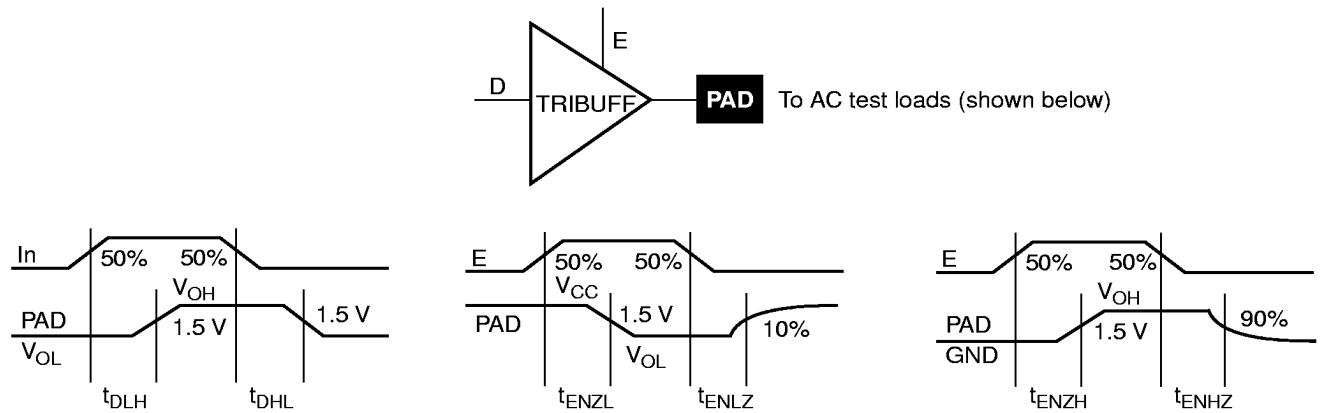 E
D
TRIBUFF
PAD
To AC test loads (shown below)
In
50%
50%
V_OH
PAD
1.5 V
1.5 V
V_OL
t_DLH
t_DHL
E
50%
50%
V_CC
PAD
1.5 V
10%
V_OL
t_ENZL
t_ENLZ
E
50%
50%
V_OH
PAD
1.5 V
90%
GND
t_ENZH
t_ENHZ